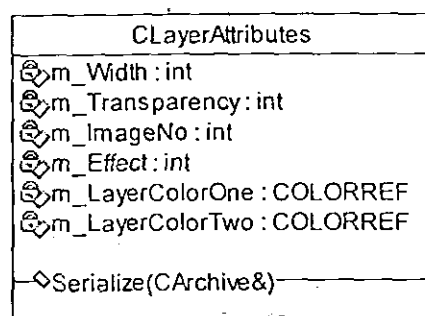 CLayerAttributes
m_Width : int
m_Transparency : int
m_ImageNo : int
m_Effect : int
m_LayerColorOne : COLORREF
m_LayerColorTwo : COLORREF
Serialize(CArchive&)